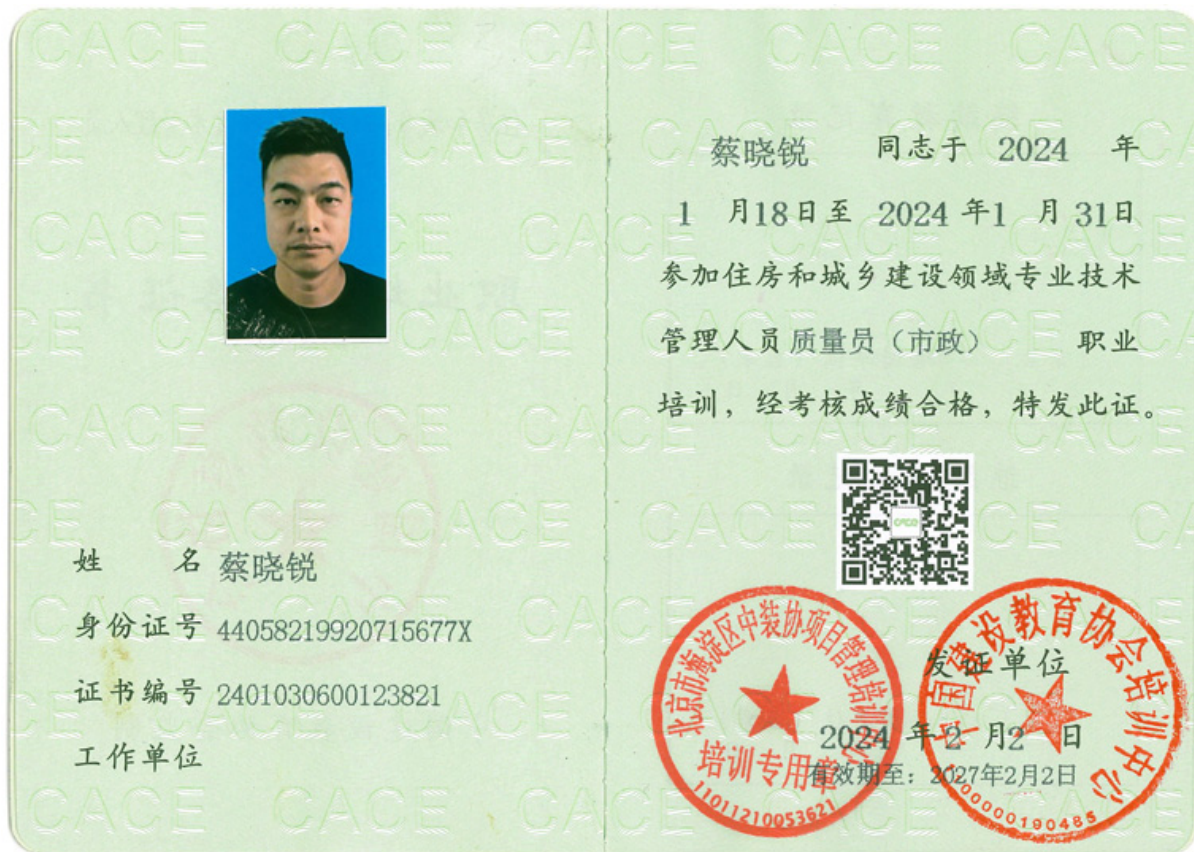 姓 名 蔡晓锐
身份证号 44058219920715677X
证书编号 2401030600123821
工作单位
蔡晓锐 同志于 2024 年
1 月18日至 2024 年1 月 31日
参加住房和城乡建设领域专业技术
管理人员质量员（市政） 职业
培训，经考核成绩合格，特发此证。
CACE
北京市海淀区中装协项目管理培训中心
培训专用章
11011210053621
中国建设教育协会培训中心
发证单位
2024 年2 月2 日
有效期至：2027年2月2日